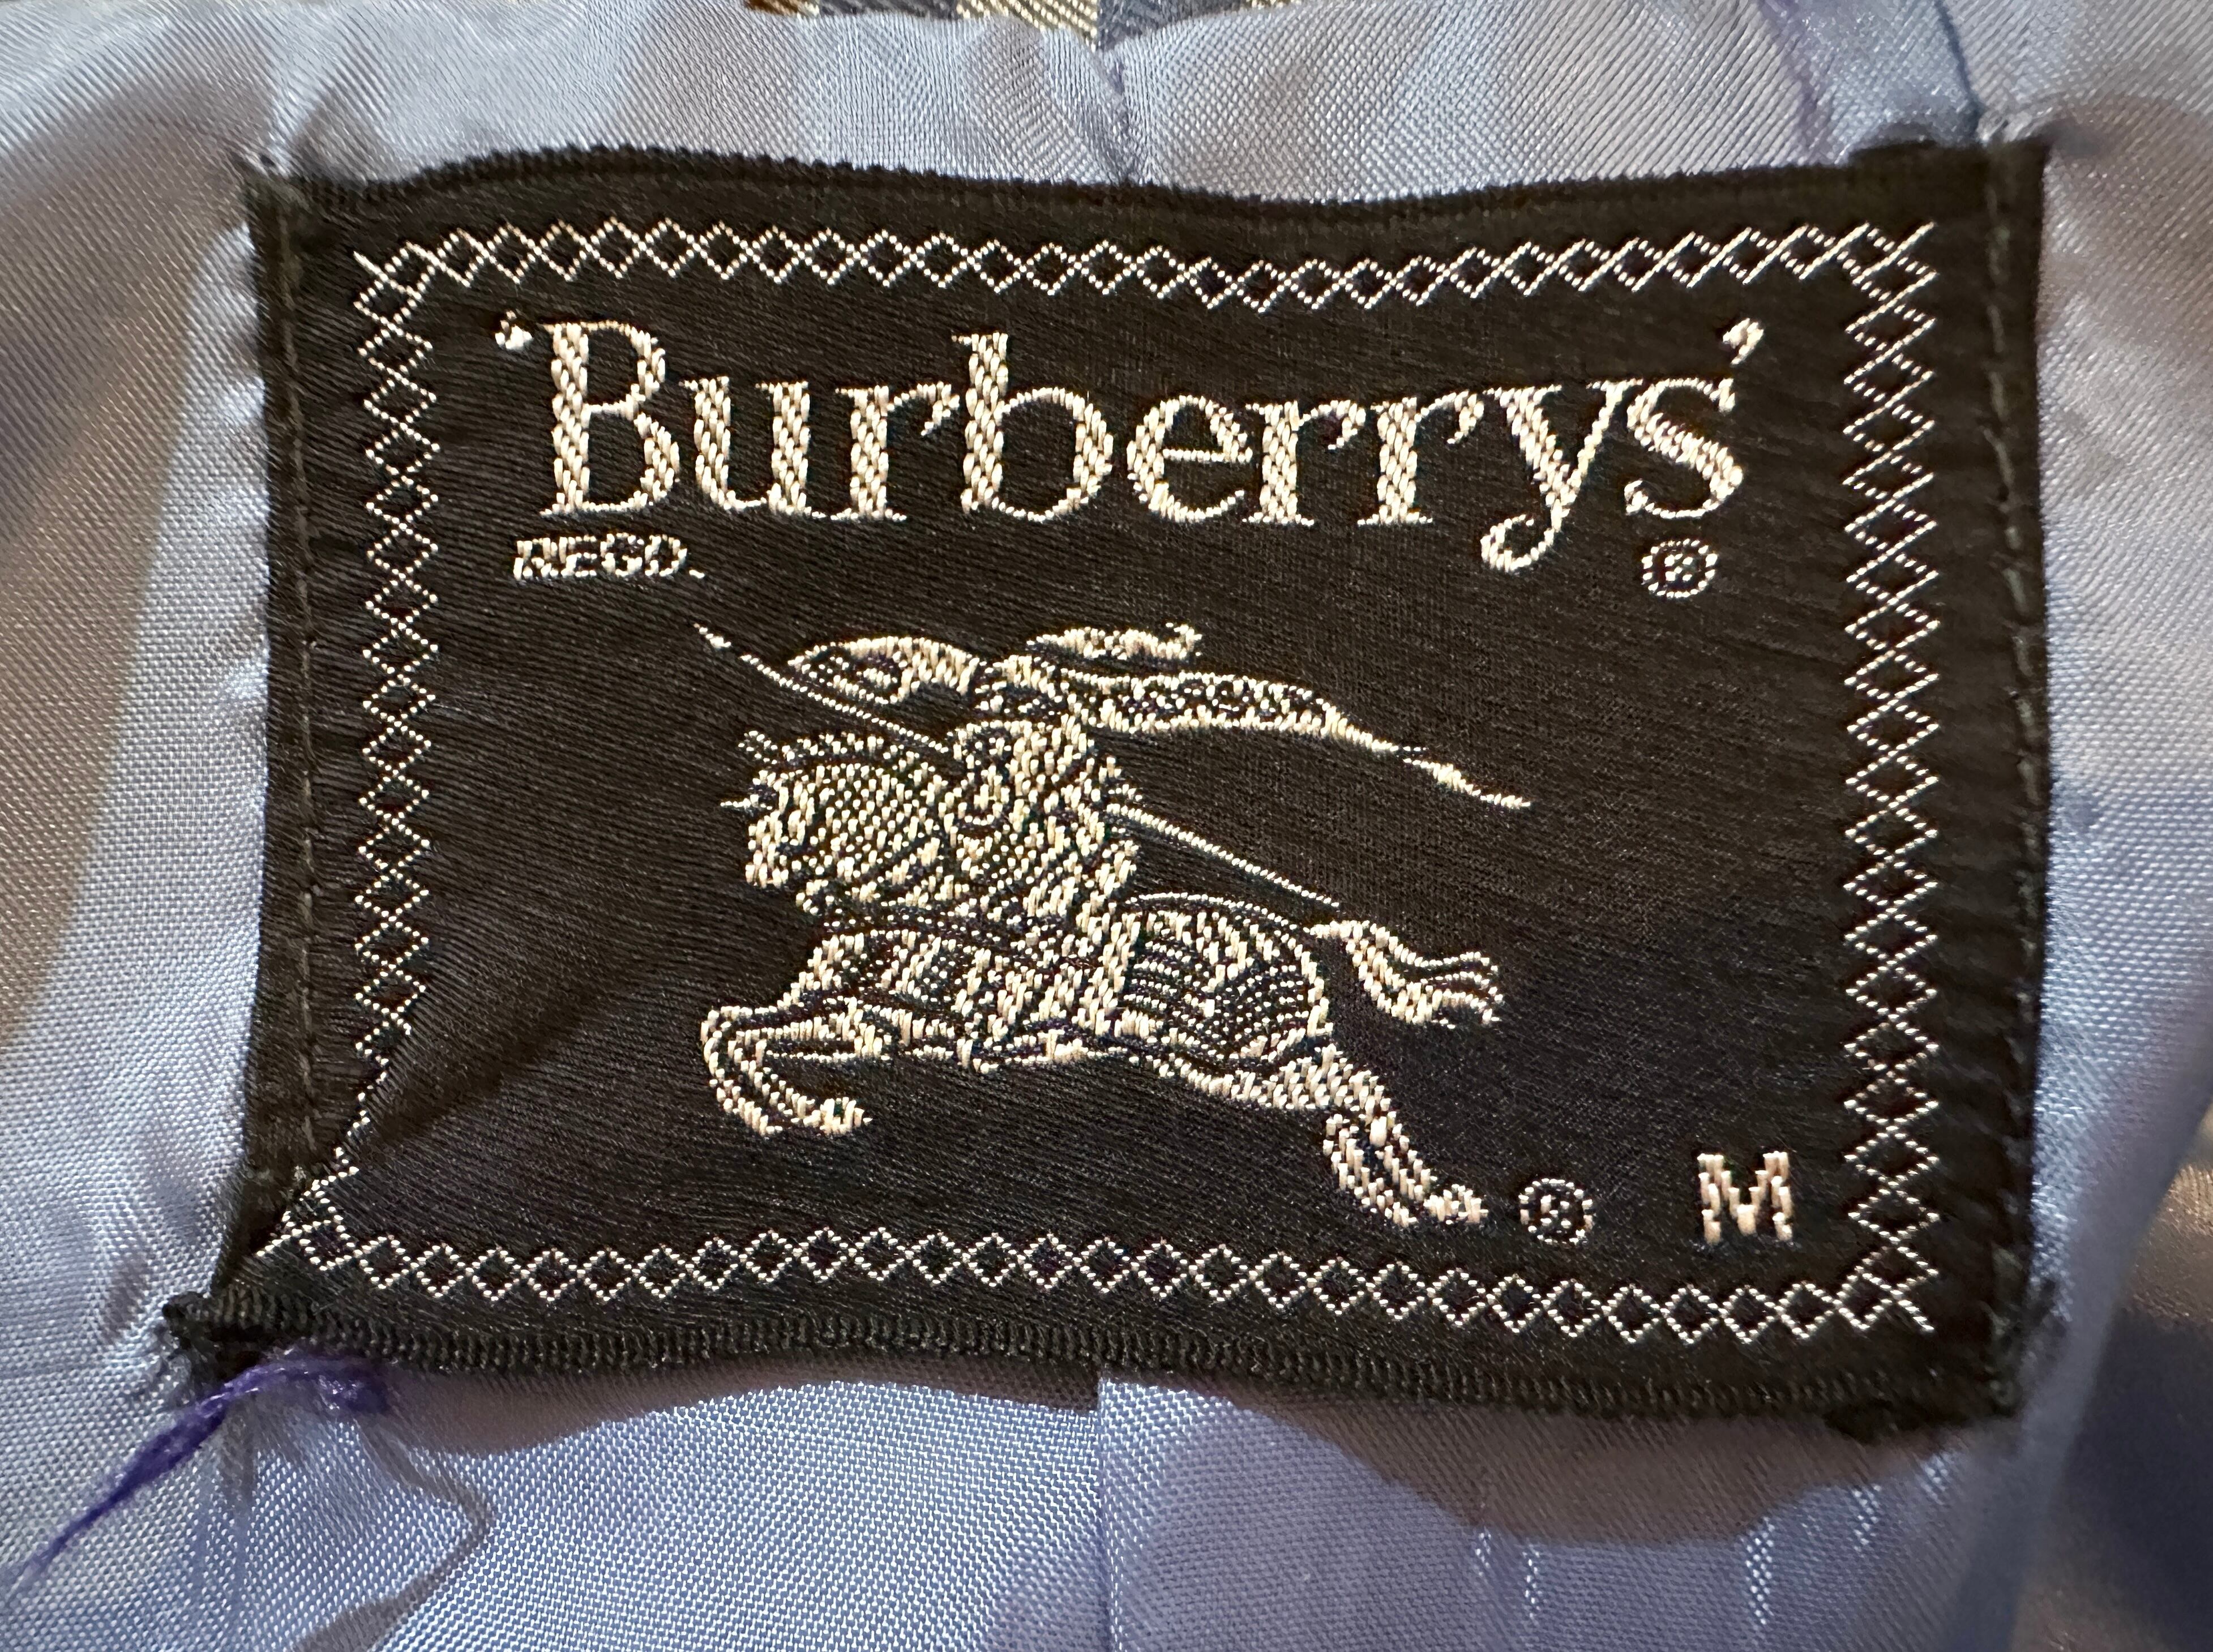 ‘Burberrys’
REGD. ®
® M